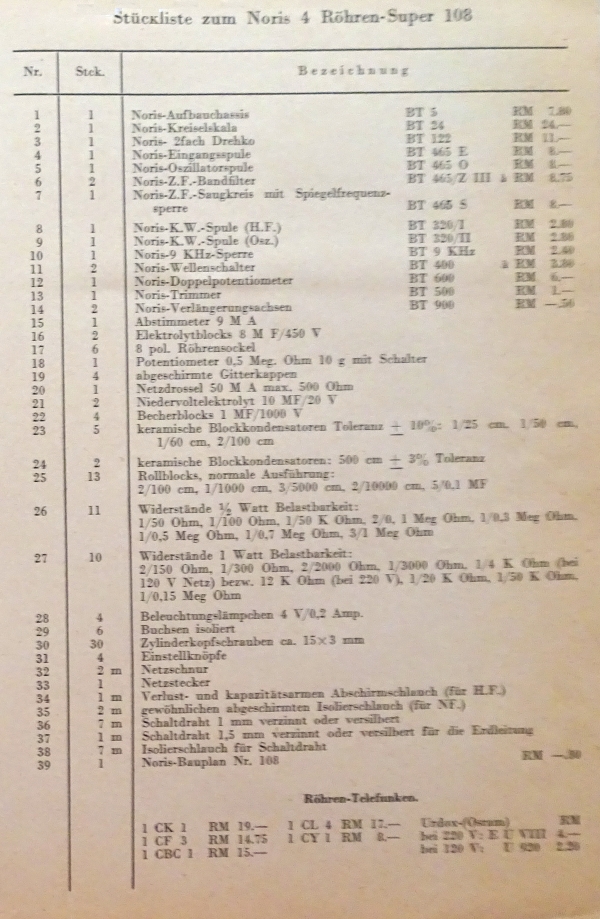 Stückliste zum Noris 4 Röhren-Super 108
Nr. Stck. Bezeichnung
1 1 Noris-Aufbauchassis BT 5 RM 7.80
2 1 Noris-Kreiselskala BT 24 RM 24.—
3 1 Noris- 2fach Drehko BT 122 RM 11.—
4 1 Noris-Eingangsspule BT 465 E RM 8.—
5 1 Noris-Oszillatorspule BT 465 O RM 8.—
6 2 Noris-Z.F.-Bandfilter BT 465/Z III à RM 8.75
7 1 Noris-Z.F.-Saugkreis mit Spiegelfrequenz-
sperre BT 465 S RM 8.—
8 1 Noris-K.W.-Spule (H.F.) BT 320/I RM 2.80
9 1 Noris-K.W.-Spule (Osz.) BT 320/II RM 2.80
10 1 Noris-9 KHz-Sperre BT 9 KHz RM 2.40
11 2 Noris-Wellenschalter BT 400 à RM 3.80
12 1 Noris-Doppelpotentiometer BT 600 RM 6.—
13 1 Noris-Trimmer BT 500 RM 1.—
14 2 Noris-Verlängerungsachsen BT 900 RM —.50
15 1 Abstimmeter 9 M A
16 2 Elektrolytblocks 8 M F/450 V
17 6 8 pol. Röhrensockel
18 1 Potentiometer 0,5 Meg. Ohm 10 g mit Schalter
19 4 abgeschirmte Gitterkappen
20 1 Netzdrossel 50 M A max. 500 Ohm
21 2 Niedervoltelektrolyt 10 MF/20 V
22 4 Becherblocks 1 MF/1000 V
23 5 keramische Blockkondensatoren Toleranz ± 10%: 1/25 cm, 1/50 cm,
1/60 cm, 2/100 cm
24 2 keramische Blockkondensatoren: 500 cm ± 3% Toleranz
25 13 Rollblocks, normale Ausführung:
2/100 cm, 1/1000 cm, 3/5000 cm, 2/10000 cm, 5/0,1 MF
26 11 Widerstände ½ Watt Belastbarkeit:
1/50 Ohm, 1/100 Ohm, 1/50 K Ohm, 2/0, 1 Meg Ohm, 1/0,3 Meg Ohm,
1/0,5 Meg Ohm, 1/0,7 Meg Ohm, 3/1 Meg Ohm
27 10 Widerstände 1 Watt Belastbarkeit:
2/150 Ohm, 1/300 Ohm, 2/2000 Ohm, 1/3000 Ohm, 1/4 K Ohm (bei
120 V Netz) bezw. 12 K Ohm (bei 220 V), 1/20 K Ohm, 1/50 K Ohm,
1/0,15 Meg Ohm
28 4 Beleuchtungslämpchen 4 V/0,2 Amp.
29 6 Buchsen isoliert
30 30 Zylinderkopfschrauben ca. 15×3 mm
31 4 Einstellknöpfe
32 2 m Netzschnur
33 1 Netzstecker
34 1 m Verlust- und kapazitätsarmen Abschirmschlauch (für H.F.)
35 2 m gewöhnlichen abgeschirmten Isolierschlauch (für NF.)
36 7 m Schaltdraht 1 mm verzinnt oder versilbert
37 1 m Schaltdraht 1,5 mm verzinnt oder versilbert für die Erdleitung
38 7 m Isolierschlauch für Schaltdraht
39 1 Noris-Bauplan Nr. 108 RM —.80
Röhren-Telefunken.
1 CK 1 RM 19.— 1 CL 4 RM 17.— Urdox-(Osram) RM
1 CF 3 RM 14.75 1 CY 1 RM 8.— bei 220 V: E U VIII 4.—
1 CBC 1 RM 15.— bei 120 V: U 920 2.20